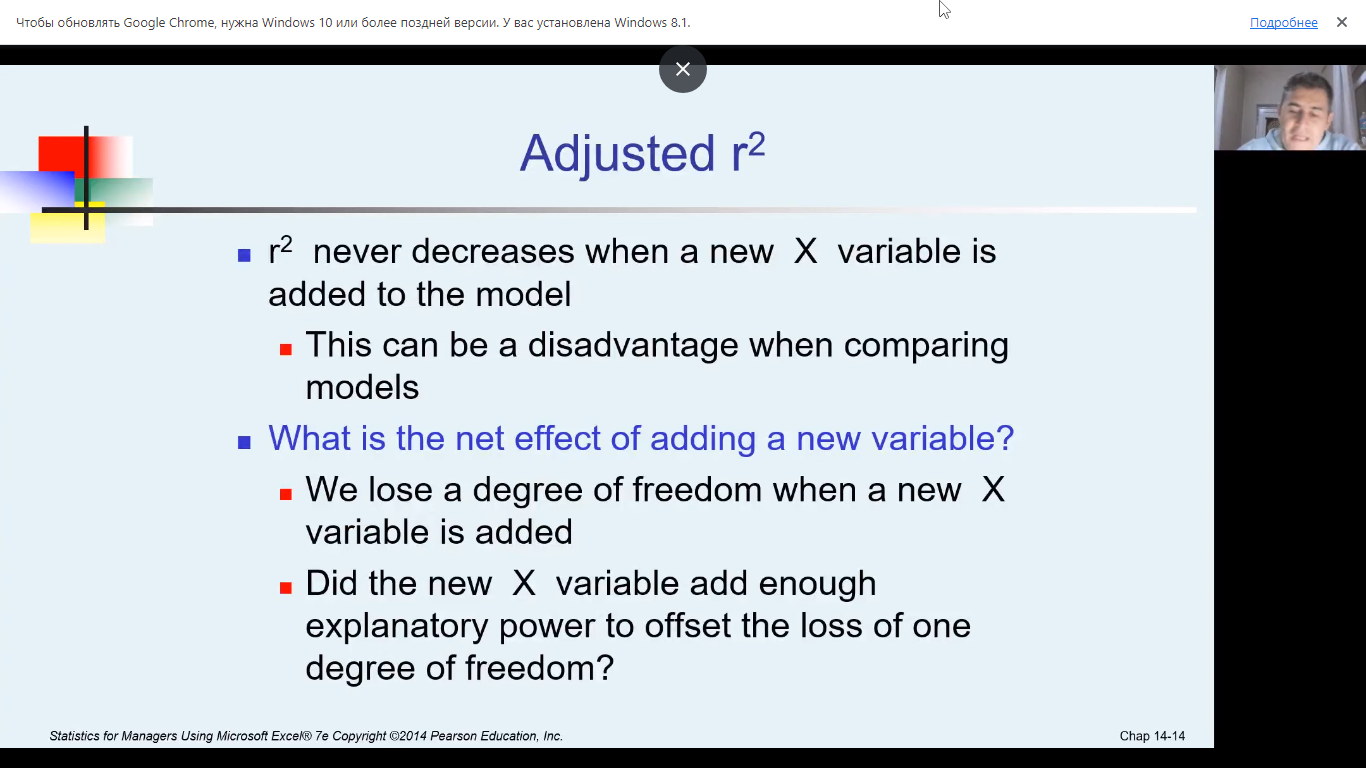 Чтобы обновлять Google Chrome, нужна Windows 10 или более поздней версии. У вас установлена Windows 8.1.
Подробнее
Adjusted r²
r² never decreases when a new X variable is
added to the model
This can be a disadvantage when comparing
models
What is the net effect of adding a new variable?
We lose a degree of freedom when a new X
variable is added
Did the new X variable add enough
explanatory power to offset the loss of one
degree of freedom?
Statistics for Managers Using Microsoft Excel® 7e Copyright ©2014 Pearson Education, Inc.
Chap 14-14